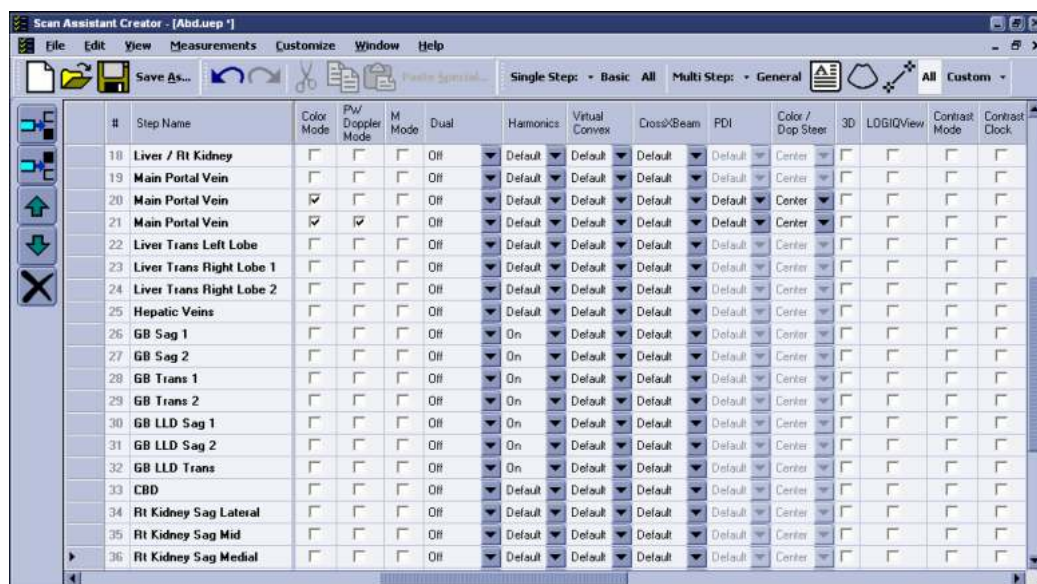 Scan Assistant Creator - [Abd.uep *]
File Edit View Measurements Customize Window Help
Save As... Paste Special... Single Step: Basic All Multi Step: General All Custom
# Step Name Color Mode PW Doppler Mode M Mode Dual Harmonics Virtual Convex CrossXBeam PDI Color / Dop Steer 3D LOGIQView Contrast Mode Contrast Clock
18 Liver / Rt Kidney Off Default Default Default Default Center
19 Main Portal Vein Off Default Default Default Default Center
20 Main Portal Vein Off Default Default Default Default Center
21 Main Portal Vein Off Default Default Default Default Center
22 Liver Trans Left Lobe Off Default Default Default Default Center
23 Liver Trans Right Lobe 1 Off Default Default Default Default Center
24 Liver Trans Right Lobe 2 Off Default Default Default Default Center
25 Hepatic Veins Off Default Default Default Default Center
26 GB Sag 1 Off On Default Default Default Center
27 GB Sag 2 Off On Default Default Default Center
28 GB Trans 1 Off On Default Default Default Center
29 GB Trans 2 Off On Default Default Default Center
30 GB LLD Sag 1 Off On Default Default Default Center
31 GB LLD Sag 2 Off On Default Default Default Center
32 GB LLD Trans Off On Default Default Default Center
33 CBD Off Default Default Default Default Center
34 Rt Kidney Sag Lateral Off Default Default Default Default Center
35 Rt Kidney Sag Mid Off Default Default Default Default Center
36 Rt Kidney Sag Medial Off Default Default Default Default Center